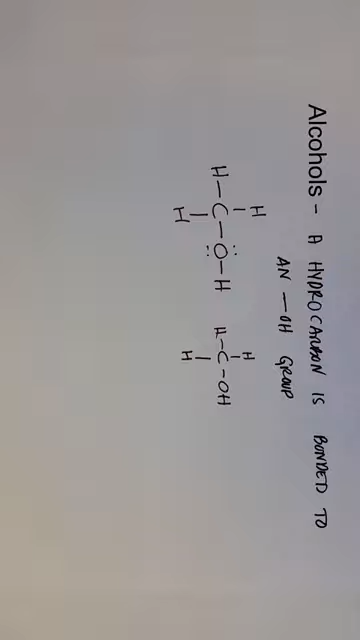 Alcohols - A HYDROCARBON IS BONDED TO
AN -OH GROUP
H
H-C-O-H
H
H
H-C-OH
H